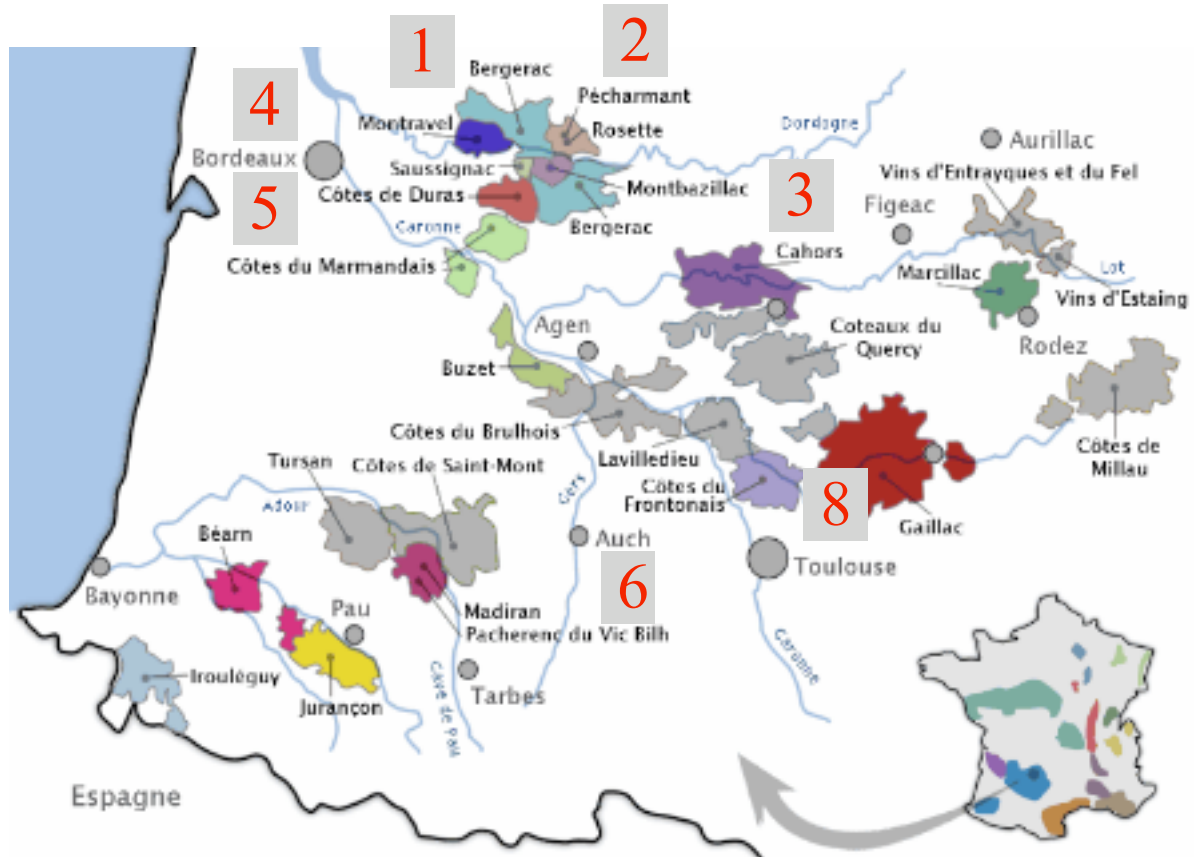 1
2
Bergerac
4
Pécharmant
Montravel
Rosette
Dordogne
Aurillac
Bordeaux
Saussignac
Vins d'Entrayques et du Fel
Côtes de Duras
Montbazillac
3
5
Figeac
Garonne
Bergerac
Cahors
Côtes du Marmandais
Marcillac
Lot
Vins d'Estaing
Agen
Coteaux du
Quercy
Rodez
Buzet
Côtes du Brulhois
Lavilledieu
Côtes de
Millau
Tursan
Côtes de Saint-Mont
Côtes du
Frontonais
8
Gaillac
Adour
Gers
Béarn
Auch
Toulouse
Bayonne
6
Pau
Madiran
Pacherenc du Vic Bilh
Irouléguy
Jurançon
Tarbes
Gave de Pau
Garonne
Espagne